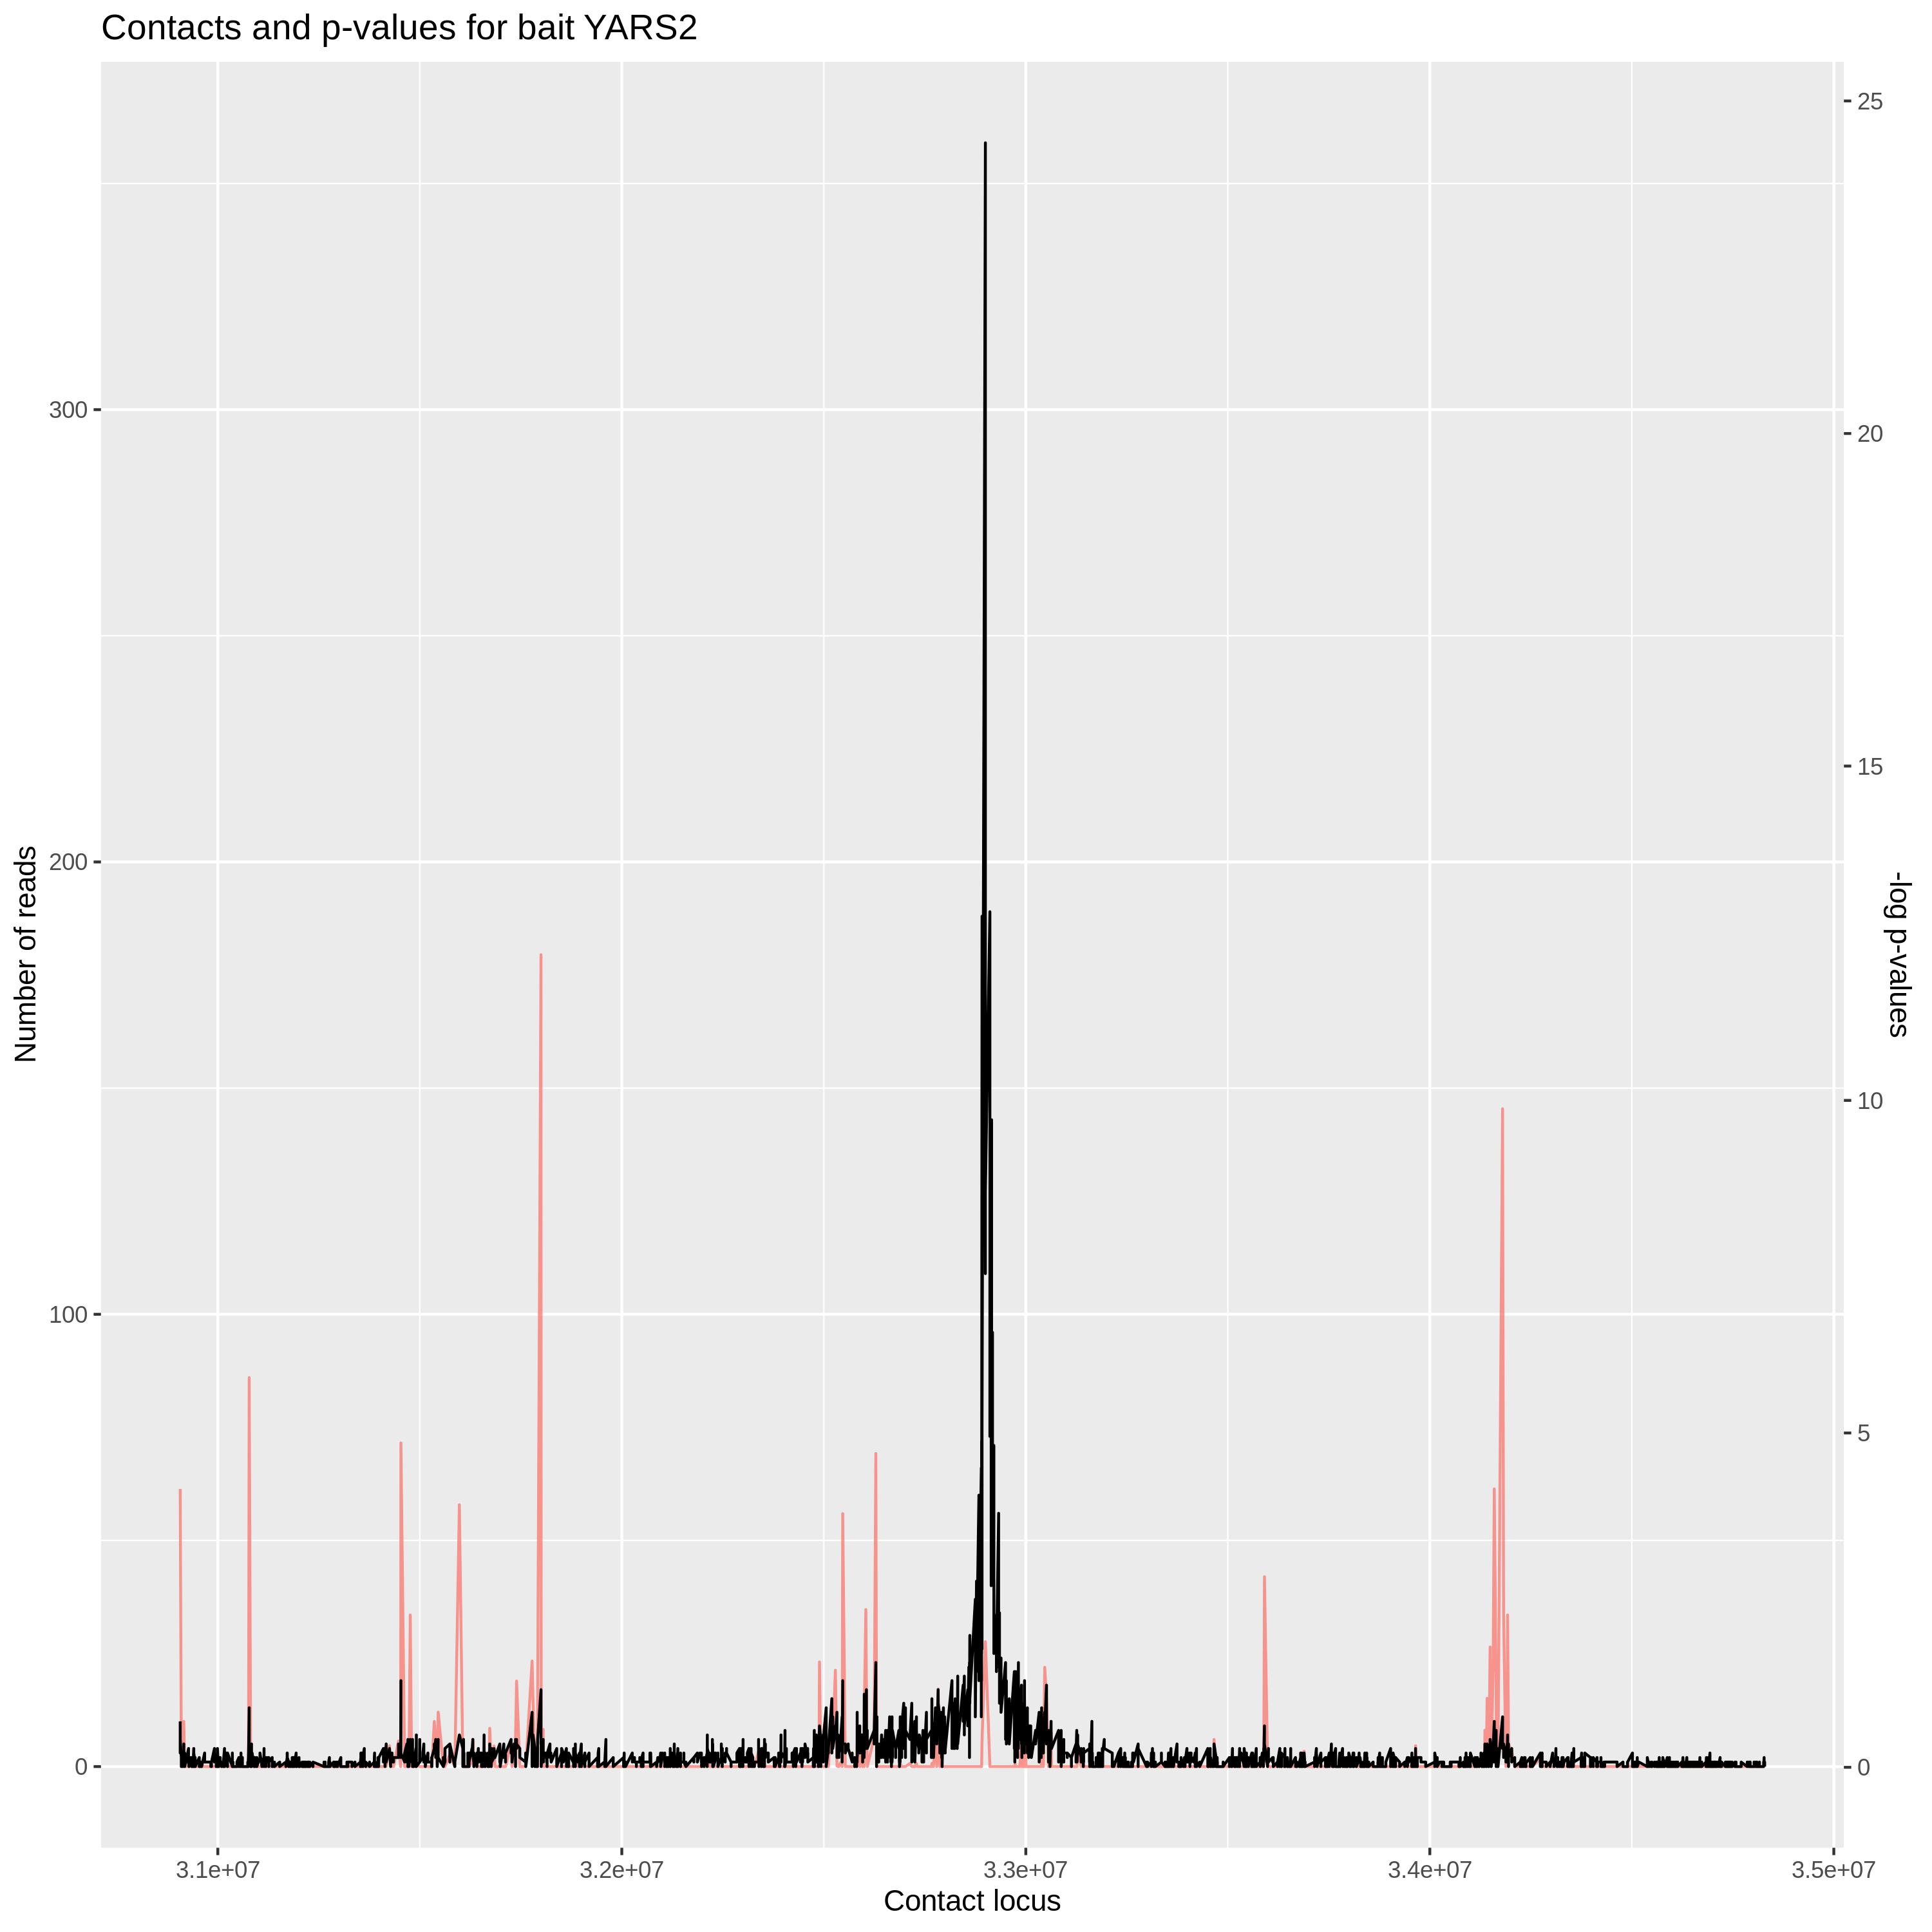 Contacts and p-values for bait YARS2
Number of reads
300
200
100
0
25
20
15
10
5
0
-log p-values
3.1e+07 3.2e+07 3.3e+07 3.4e+07 3.5e+07
Contact locus